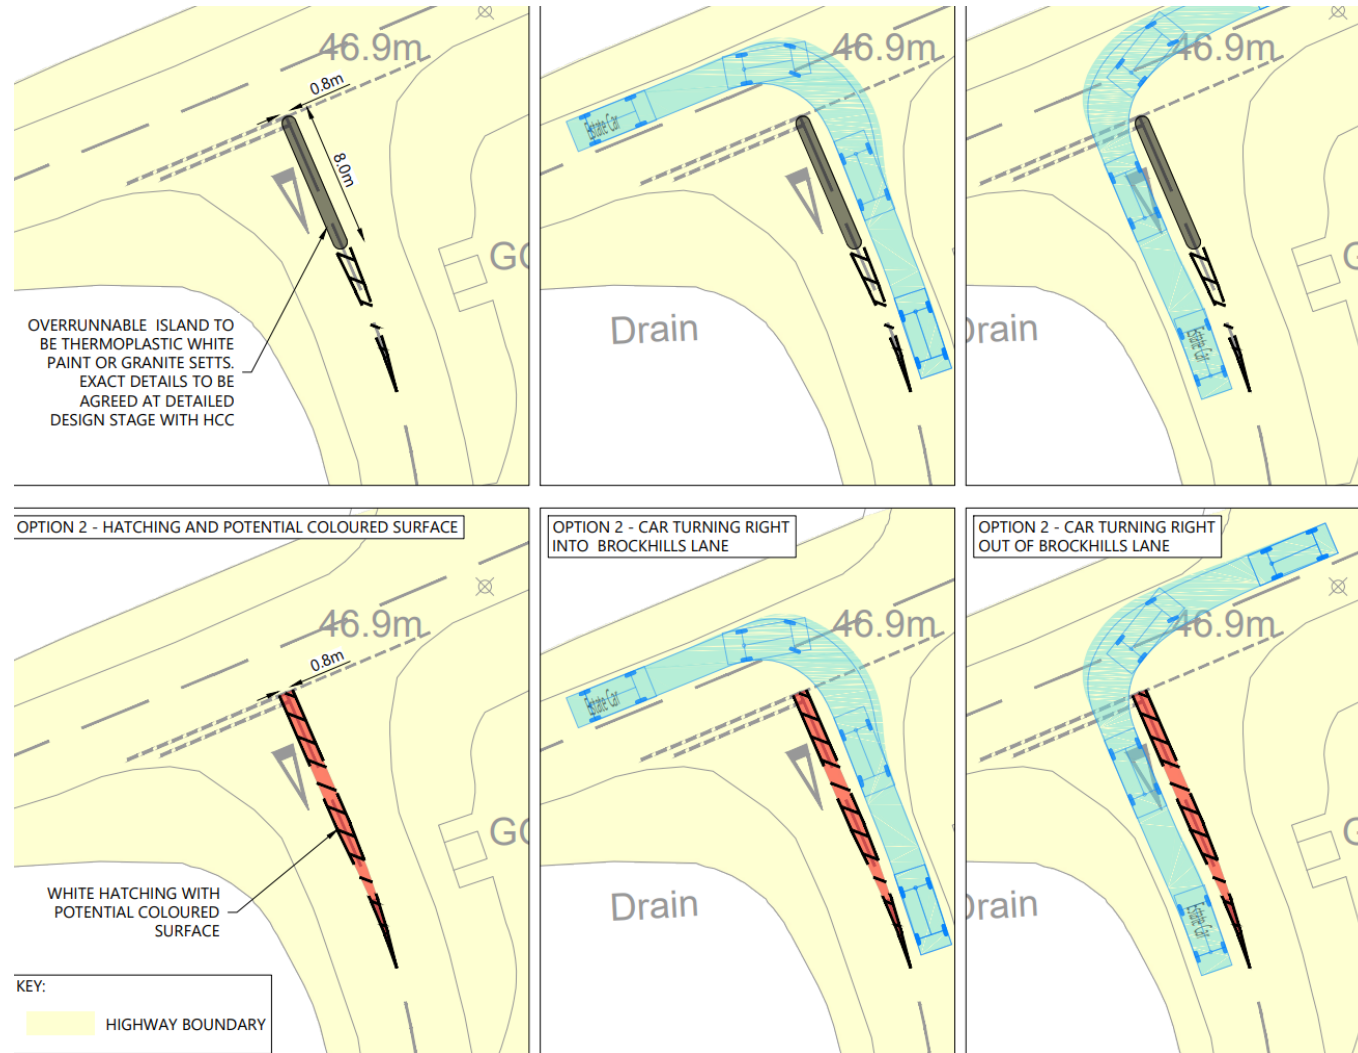 46.9m
0.8m
8.0m
GC
OVERRUNNABLE ISLAND TO
BE THERMOPLASTIC WHITE
PAINT OR GRANITE SETTS.
EXACT DETAILS TO BE
AGREED AT DETAILED
DESIGN STAGE WITH HCC
46.9m
Estate Car
Drain
46.9m
G
Drain
Estate Car
OPTION 2 - HATCHING AND POTENTIAL COLOURED SURFACE
46.9m
0.8m
GC
WHITE HATCHING WITH
POTENTIAL COLOURED
SURFACE
KEY:
HIGHWAY BOUNDARY
OPTION 2 - CAR TURNING RIGHT
INTO BROCKHILLS LANE
46.9m
Estate Car
Drain
OPTION 2 - CAR TURNING RIGHT
OUT OF BROCKHILLS LANE
46.9m
G
Drain
Estate Car